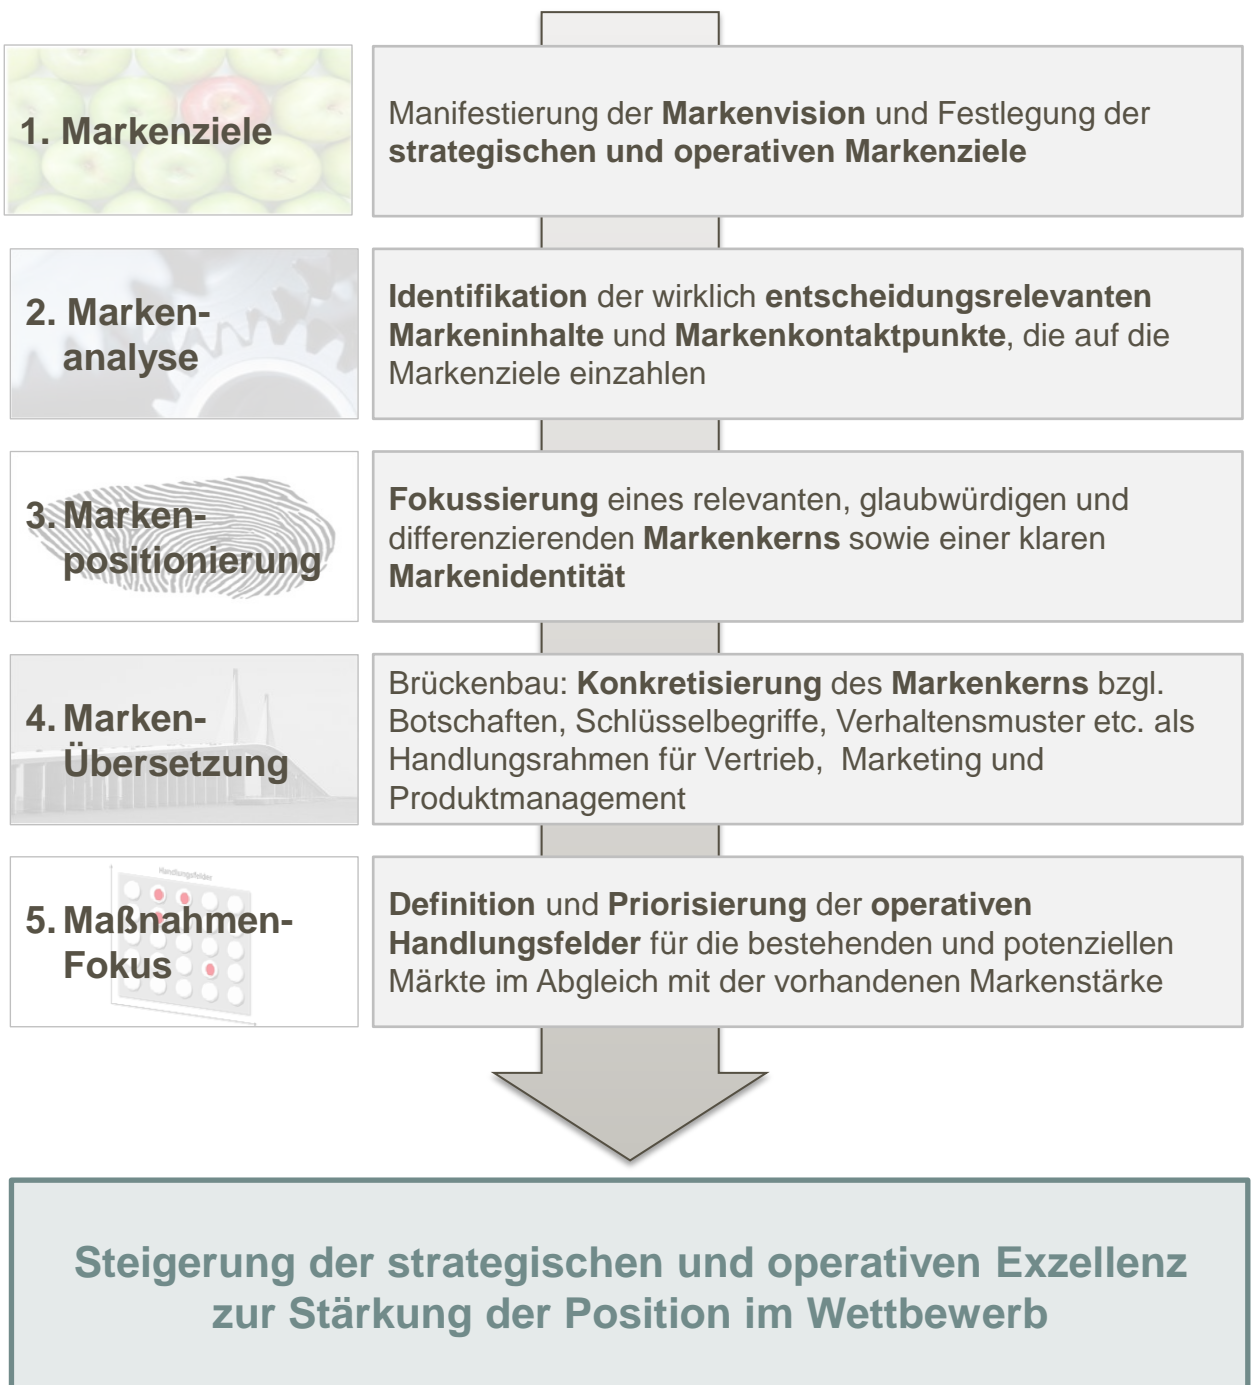 1. Markenziele
Manifestierung der Markenvision und Festlegung der
strategischen und operativen Markenziele
2. Marken-
analyse
Identifikation der wirklich entscheidungsrelevanten
Markeninhalte und Markenkontaktpunkte, die auf die
Markenziele einzahlen
3. Marken-
positionierung
Fokussierung eines relevanten, glaubwürdigen und
differenzierenden Markenkerns sowie einer klaren
Markenidentität
4. Marken-
Übersetzung
Brückenbau: Konkretisierung des Markenkerns bzgl.
Botschaften, Schlüsselbegriffe, Verhaltensmuster etc. als
Handlungsrahmen für Vertrieb,  Marketing und
Produktmanagement
Handlungsfelder
5. Maßnahmen-
Fokus
Definition und Priorisierung der operativen
Handlungsfelder für die bestehenden und potenziellen
Märkte im Abgleich mit der vorhandenen Markenstärke
Steigerung der strategischen und operativen Exzellenz
zur Stärkung der Position im Wettbewerb